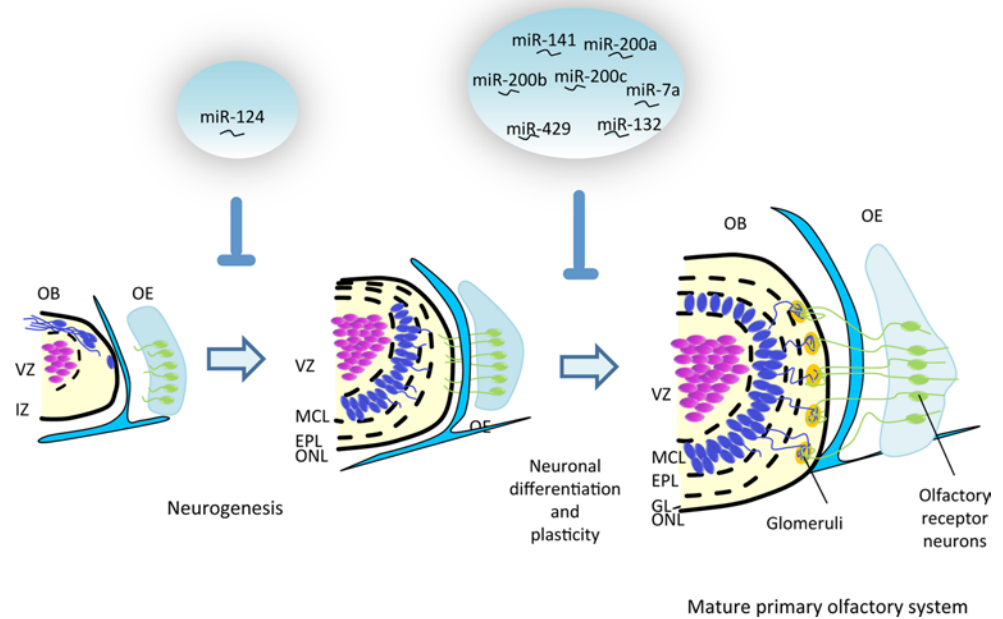 miR-124
miR-141
miR-200a
miR-200b
miR-200c
miR-7a
miR-429
miR-132
OB
OE
VZ
IZ
Neurogenesis
VZ
MCL
EPL
ONL
OE
Neuronal
differentiation
and
plasticity
OB
OE
VZ
MCL
EPL
GL
ONL
Glomeruli
Olfactory
receptor
neurons
Mature primary olfactory system